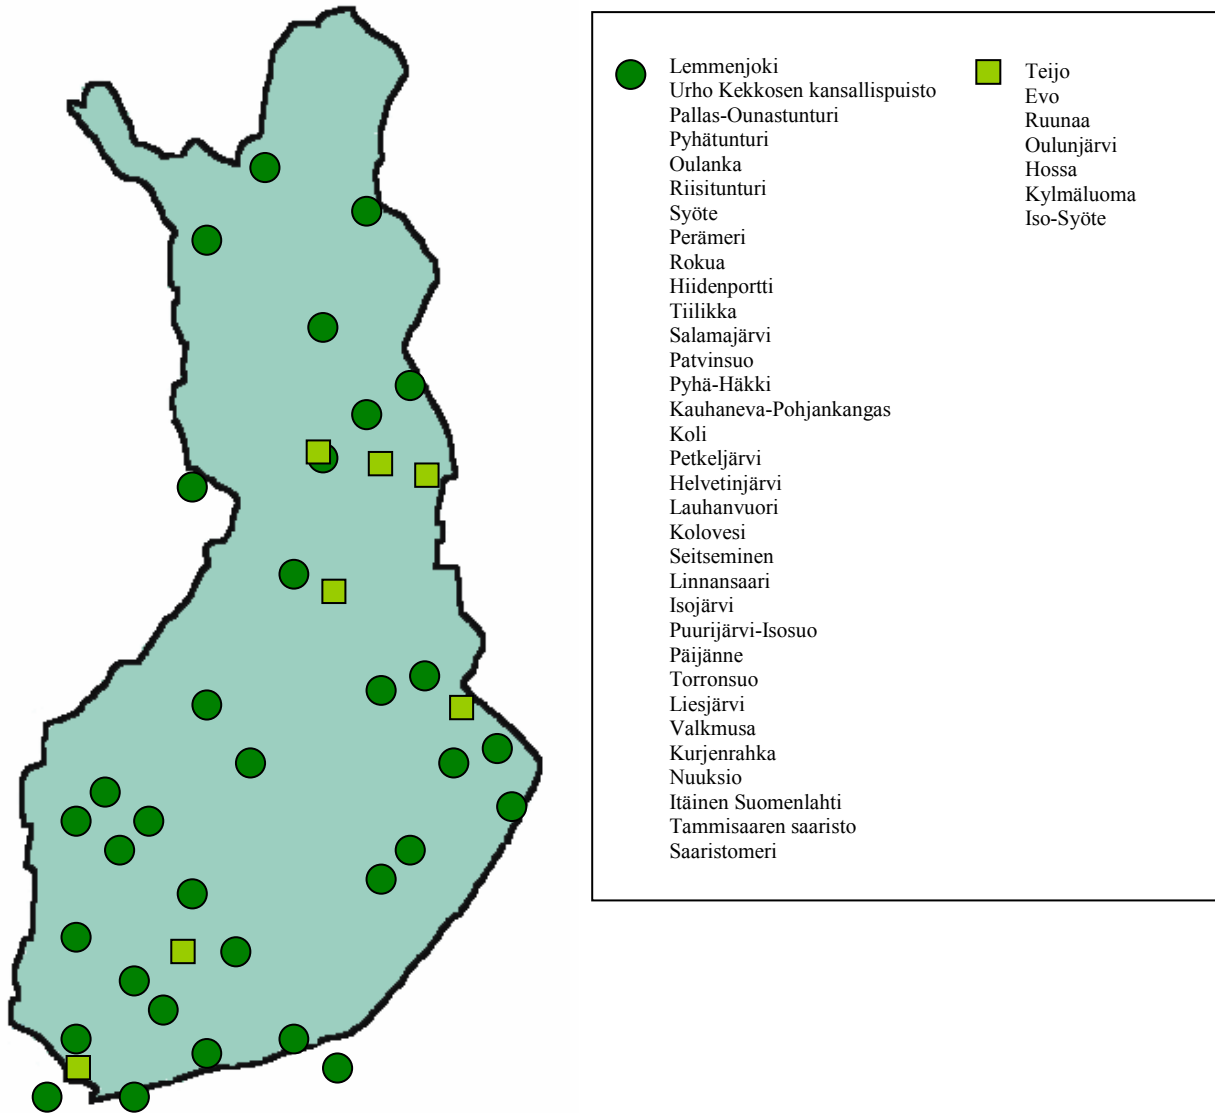 Lemmenjoki
Urho Kekkosen kansallispuisto
Pallas-Ounastunturi
Pyhätunturi
Oulanka
Riisitunturi
Syöte
Perämeri
Rokua
Hiidenportti
Tiilikka
Salamajärvi
Patvinsuo
Pyhä-Häkki
Kauhaneva-Pohjankangas
Koli
Petkeljärvi
Helvetinjärvi
Lauhanvuori
Kolovesi
Seitseminen
Linnansaari
Isojärvi
Puurijärvi-Isosuo
Päijänne
Torronsuo
Liesjärvi
Valkmusa
Kurjenrahka
Nuuksio
Itäinen Suomenlahti
Tammisaaren saaristo
Saaristomeri
Teijo
Evo
Ruunaa
Oulunjärvi
Hossa
Kylmäluoma
Iso-Syöte